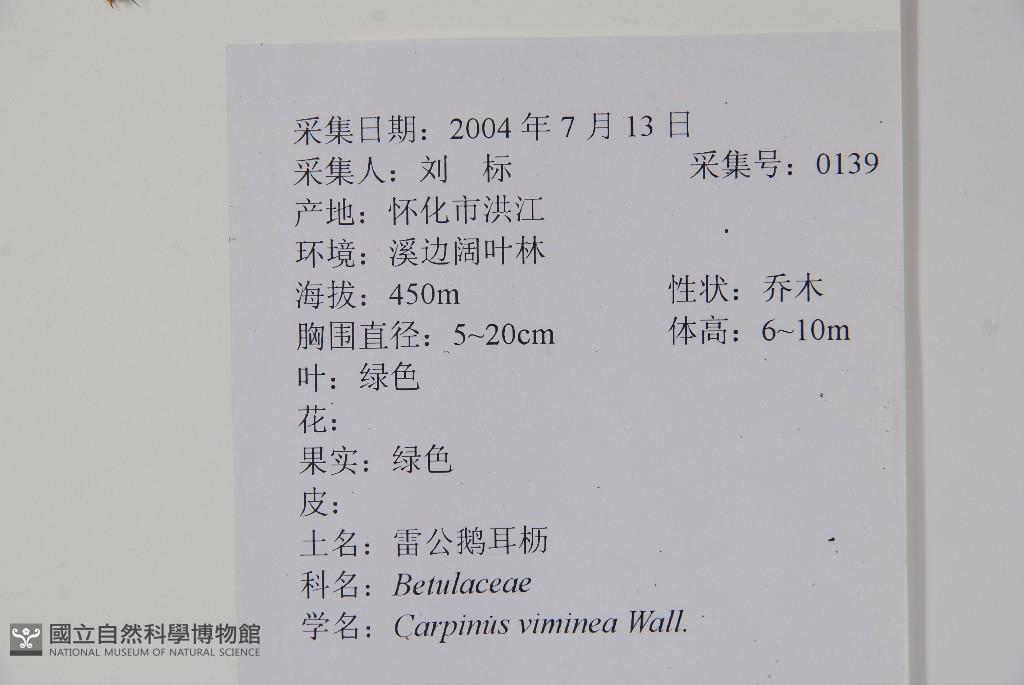 采集日期：2004 年 7 月 13 日
采集人：刘　标　采集号：0139
产地：怀化市洪江
环境：溪边阔叶林
海拔：450m　性状：乔木
胸围直径：5~20cm　体高：6~10m
叶：绿色
花：
果实：绿色
皮：
土名：雷公鹅耳枥
科名：Betulaceae
学名：Carpinus viminea Wall.
國立自然科學博物館
NATIONAL MUSEUM OF NATURAL SCIENCE